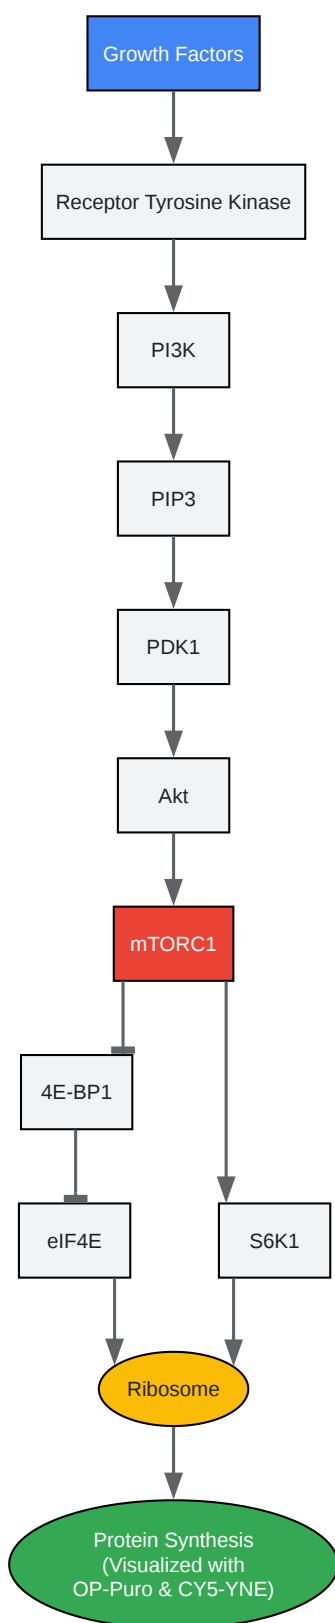 Growth Factors
Receptor Tyrosine Kinase
PI3K
PIP3
PDK1
Akt
mTORC1
4E-BP1
eIF4E
S6K1
Ribosome
Protein Synthesis
(Visualized with
OP-Puro & CY5-YNE)